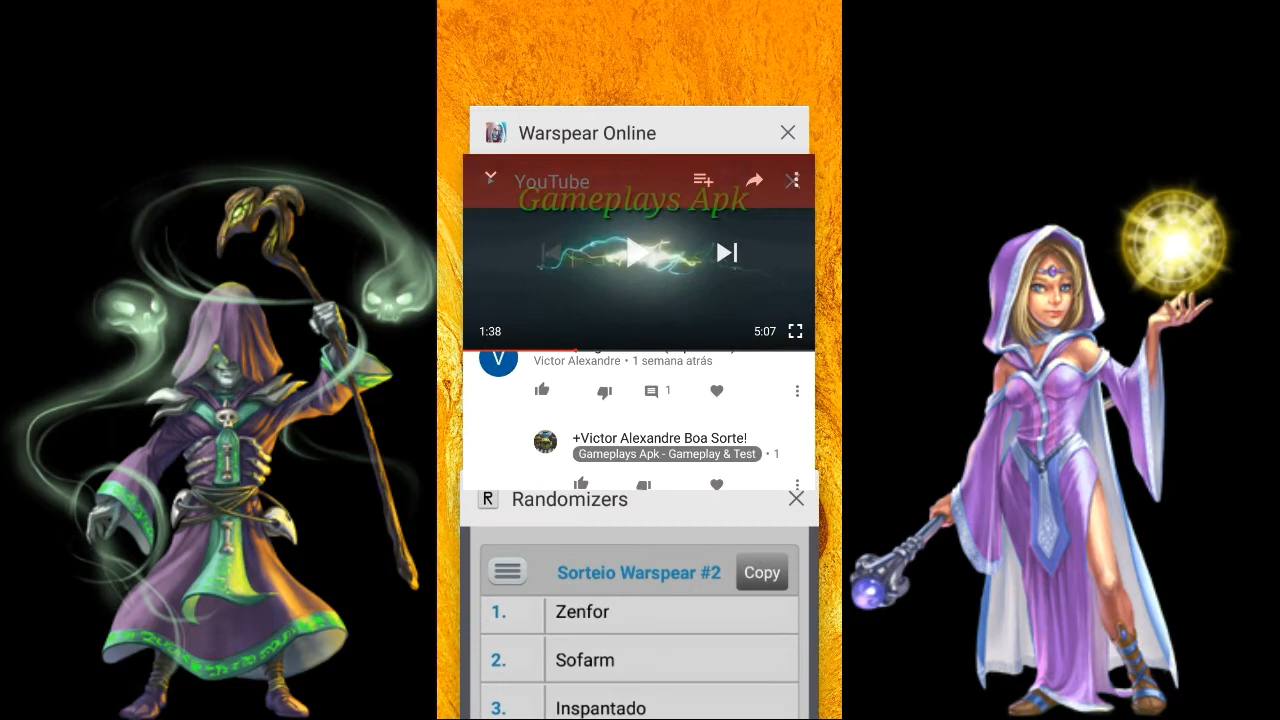 Warspear Online
YouTube
Gameplays Apk
1:38
5:07
V
Victor Alexandre • 1 semana atrás
1
+Victor Alexandre Boa Sorte!
Gameplays Apk - Gameplay & Test • 1
R Randomizers
Sorteio Warspear #2
Copy
1. Zenfor
2. Sofarm
3. Inspantado